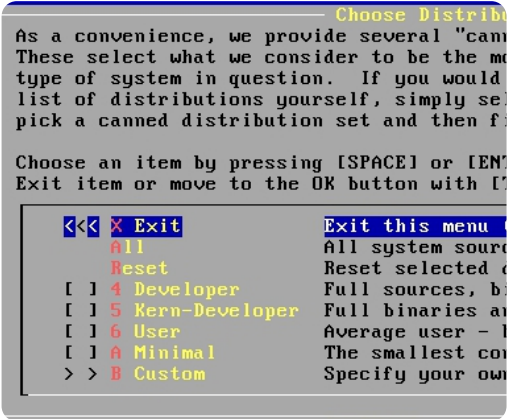 Choose Distribu
As a convenience, we provide several "cann
These select what we consider to be the mo
type of system in question.  If you would
list of distributions yourself, simply sel
pick a canned distribution set and then fi
Choose an item by pressing [SPACE] or [ENT
Exit item or move to the OK button with [T
<<< X Exit Exit this menu (
All All system sourc
Reset Reset selected d
[ ] 4 Developer Full sources, bi
[ ] 5 Kern-Developer Full binaries an
[ ] 6 User Average user - b
[ ] A Minimal The smallest con
> > B Custom Specify your own